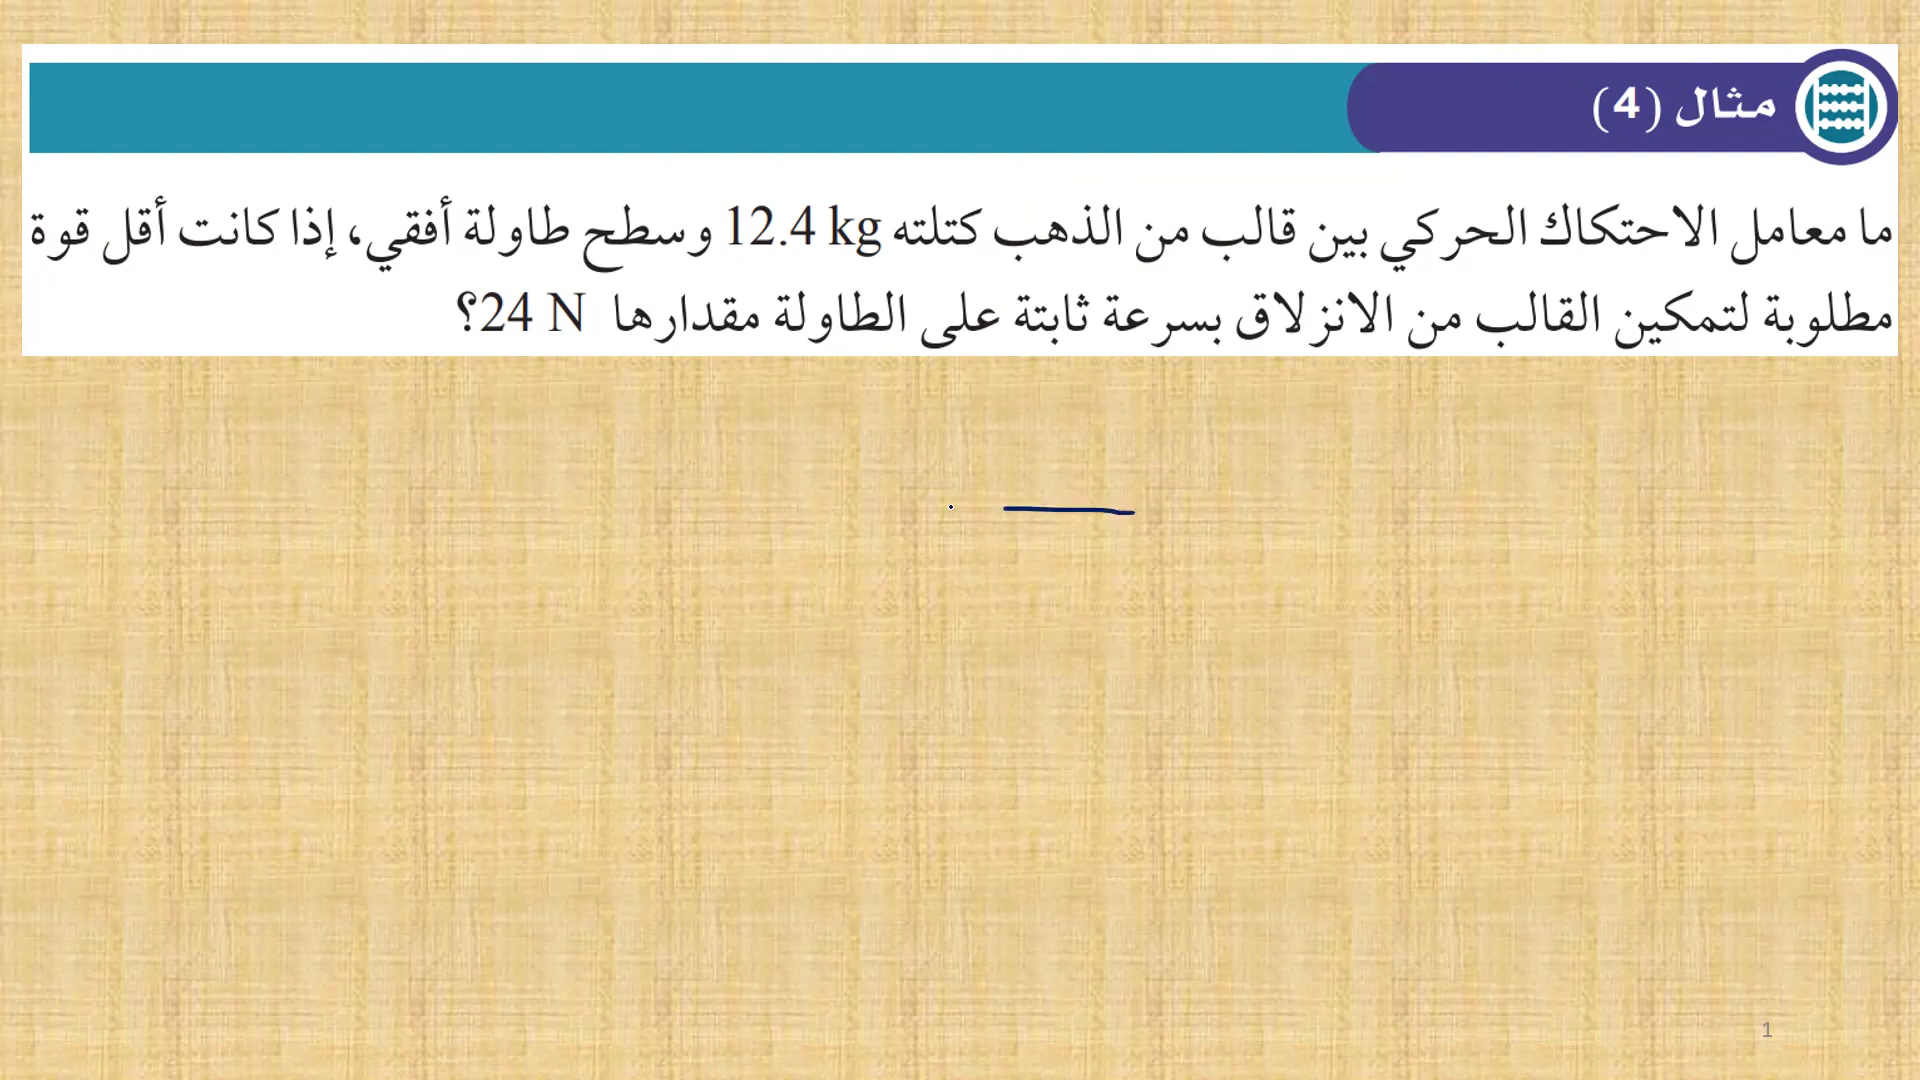 مثال (4)
ما معامل الاحتكاك الحركي بين قالب من الذهب كتلته 12.4 kg وسطح طاولة أفقي، إذا كانت أقل قوة
مطلوبة لتمكين القالب من الانزلاق بسرعة ثابتة على الطاولة مقدارها 24 N؟
1